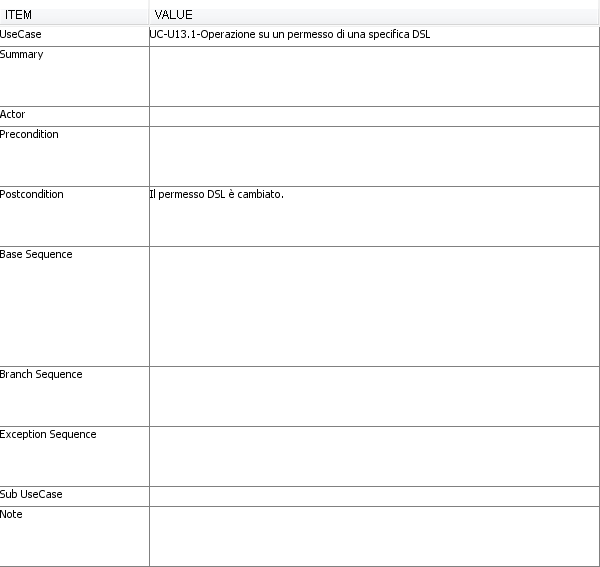 ITEM VALUE
UseCase UC-U13.1-Operazione su un permesso di una specifica DSL
Summary
Actor
Precondition
Postcondition Il permesso DSL è cambiato.
Base Sequence
Branch Sequence
Exception Sequence
Sub UseCase
Note